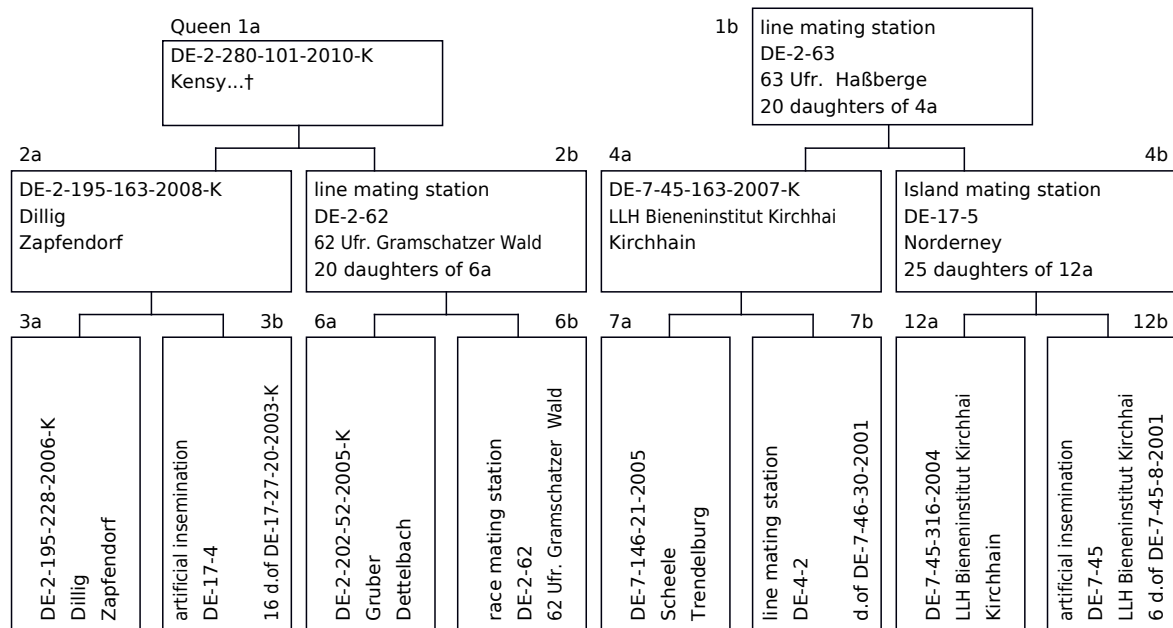 Queen 1a
DE-2-280-101-2010-K
Kensy...†
1b
line mating station
DE-2-63
63 Ufr. Haßberge
20 daughters of 4a
2a
DE-2-195-163-2008-K
Dillig
Zapfendorf
2b
line mating station
DE-2-62
62 Ufr. Gramschatzer Wald
20 daughters of 6a
4a
DE-7-45-163-2007-K
LLH Bieneninstitut Kirchhai
Kirchhain
4b
Island mating station
DE-17-5
Norderney
25 daughters of 12a
3a
DE-2-195-228-2006-K
Dillig
Zapfendorf
3b
artificial insemination
DE-17-4
16 d.of DE-17-27-20-2003-K
6a
DE-2-202-52-2005-K
Gruber
Dettelbach
6b
race mating station
DE-2-62
62 Ufr. Gramschatzer Wald
7a
DE-7-146-21-2005
Scheele
Trendelburg
7b
line mating station
DE-4-2
d.of DE-7-46-30-2001
12a
DE-7-45-316-2004
LLH Bieneninstitut Kirchhai
Kirchhain
12b
artificial insemination
DE-7-45
LLH Bieneninstitut Kirchhai
6 d.of DE-7-45-8-2001